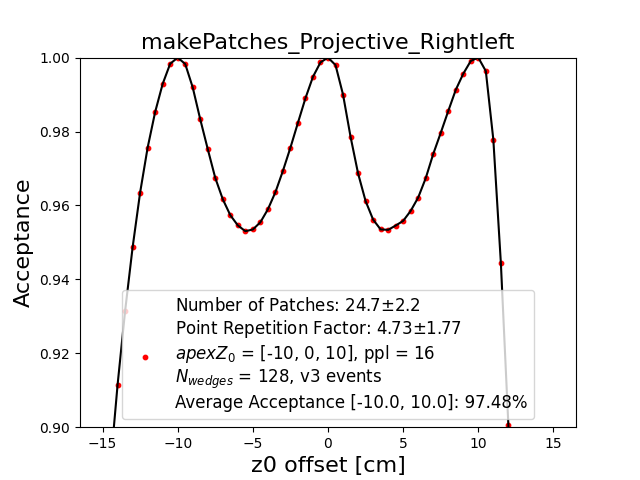 makePatches_Projective_Rightleft
Acceptance
1.00
0.98
0.96
0.94
0.92
0.90
Number of Patches: 24.7±2.2
Point Repetition Factor: 4.73±1.77
apexZ0 = [-10, 0, 10], ppl = 16
Nwedges = 128, v3 events
Average Acceptance [-10.0, 10.0]: 97.48%
−15 −10 −5 0 5 10 15
z0 offset [cm]